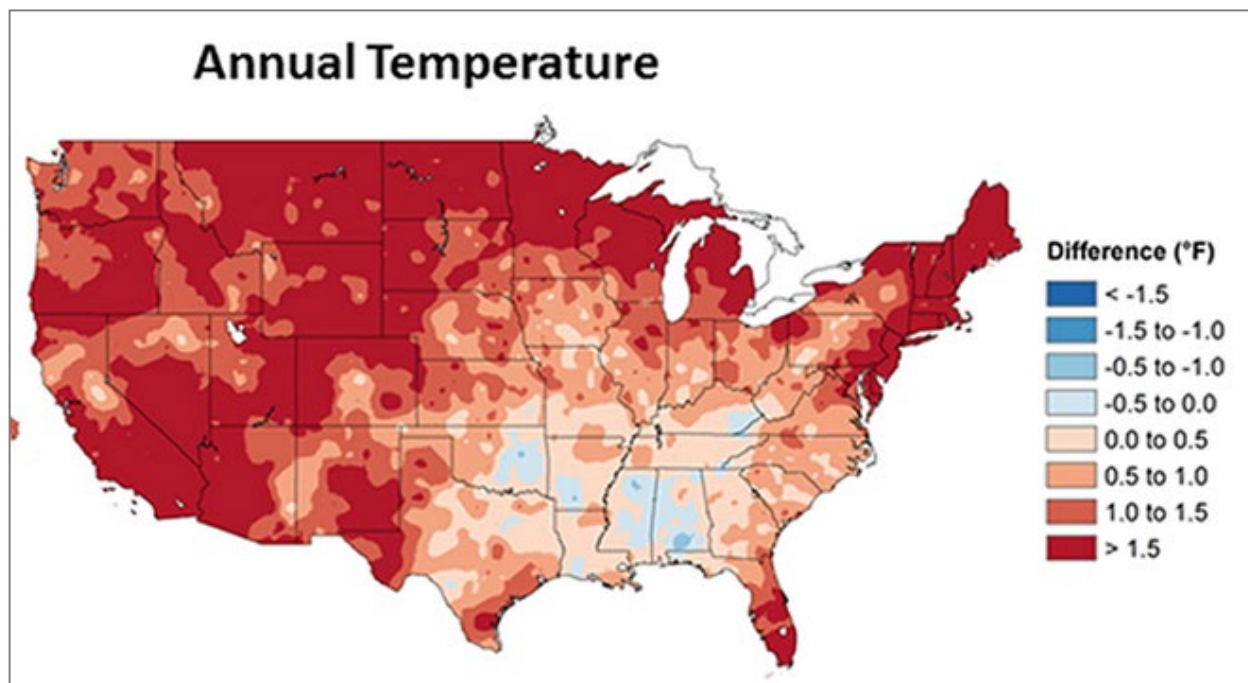 Annual Temperature
Difference (°F)
< -1.5
-1.5 to -1.0
-0.5 to -1.0
-0.5 to 0.0
0.0 to 0.5
0.5 to 1.0
1.0 to 1.5
> 1.5